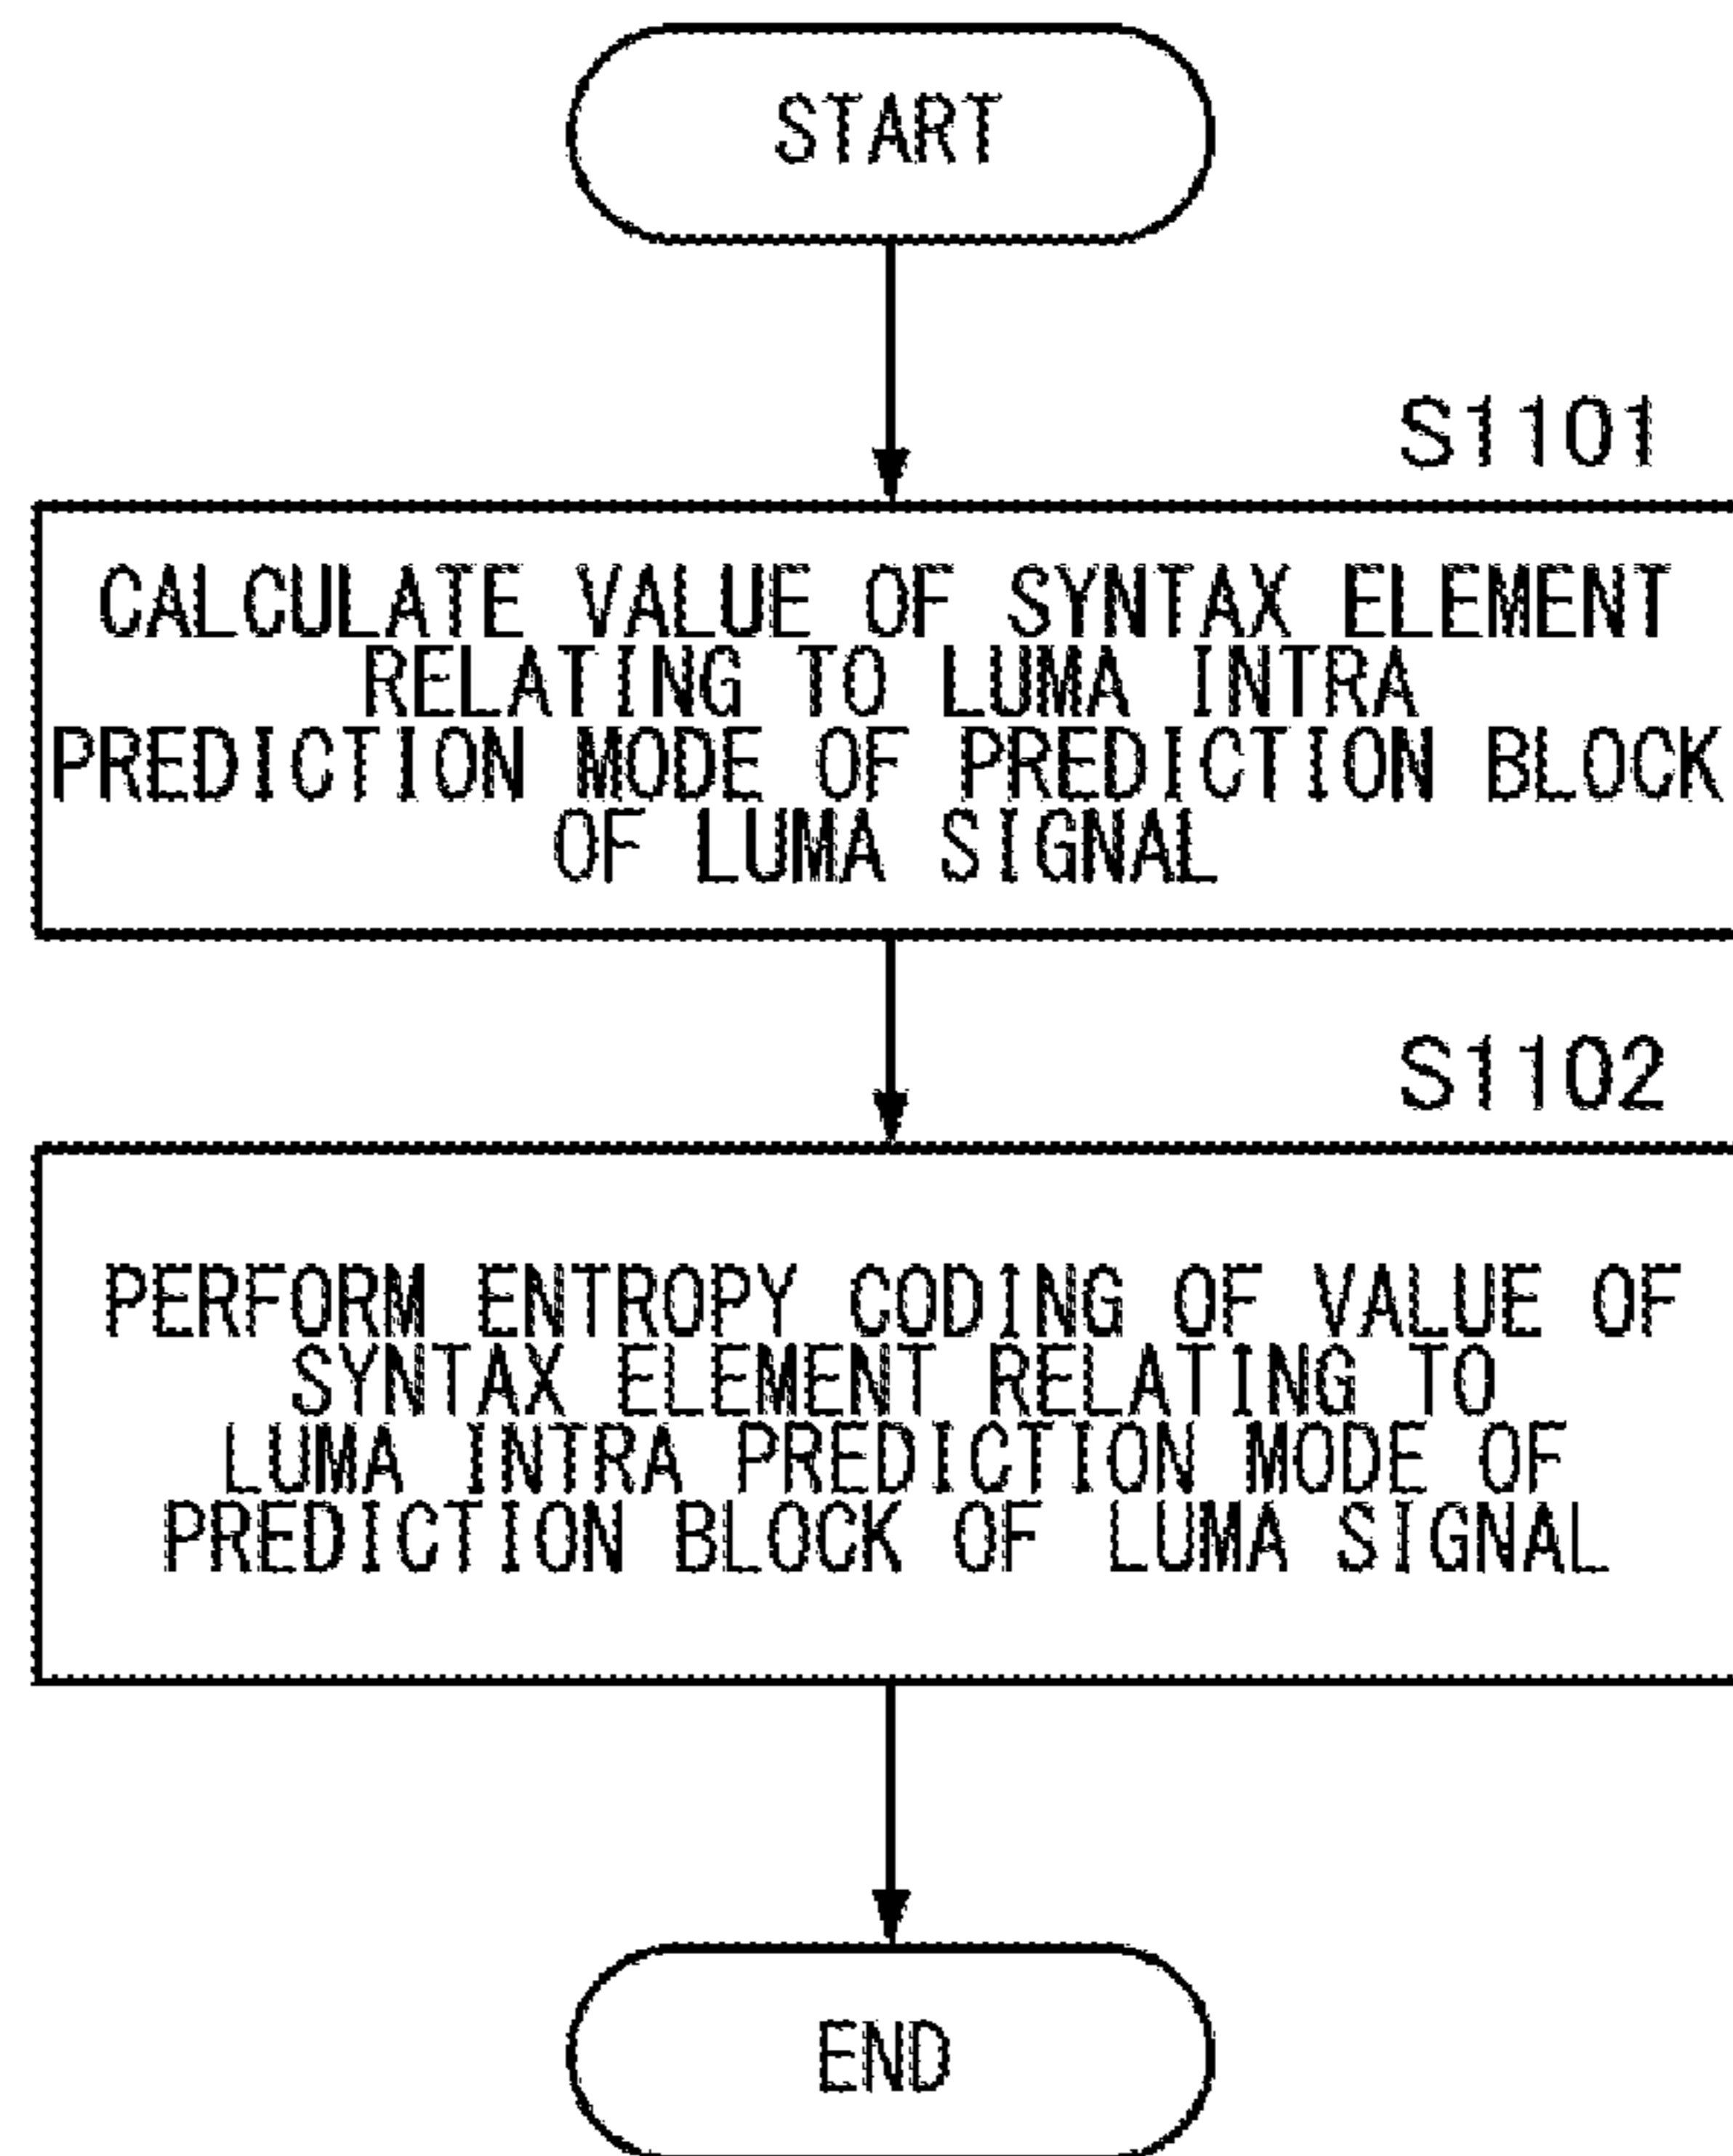 START
S1101
CALCULATE VALUE OF SYNTAX ELEMENT
RELATING TO LUMA INTRA
PREDICTION MODE OF PREDICTION BLOCK
OF LUMA SIGNAL
S1102
PERFORM ENTROPY CODING OF VALUE OF
SYNTAX ELEMENT RELATING TO
LUMA INTRA PREDICTION MODE OF
PREDICTION BLOCK OF LUMA SIGNAL
END